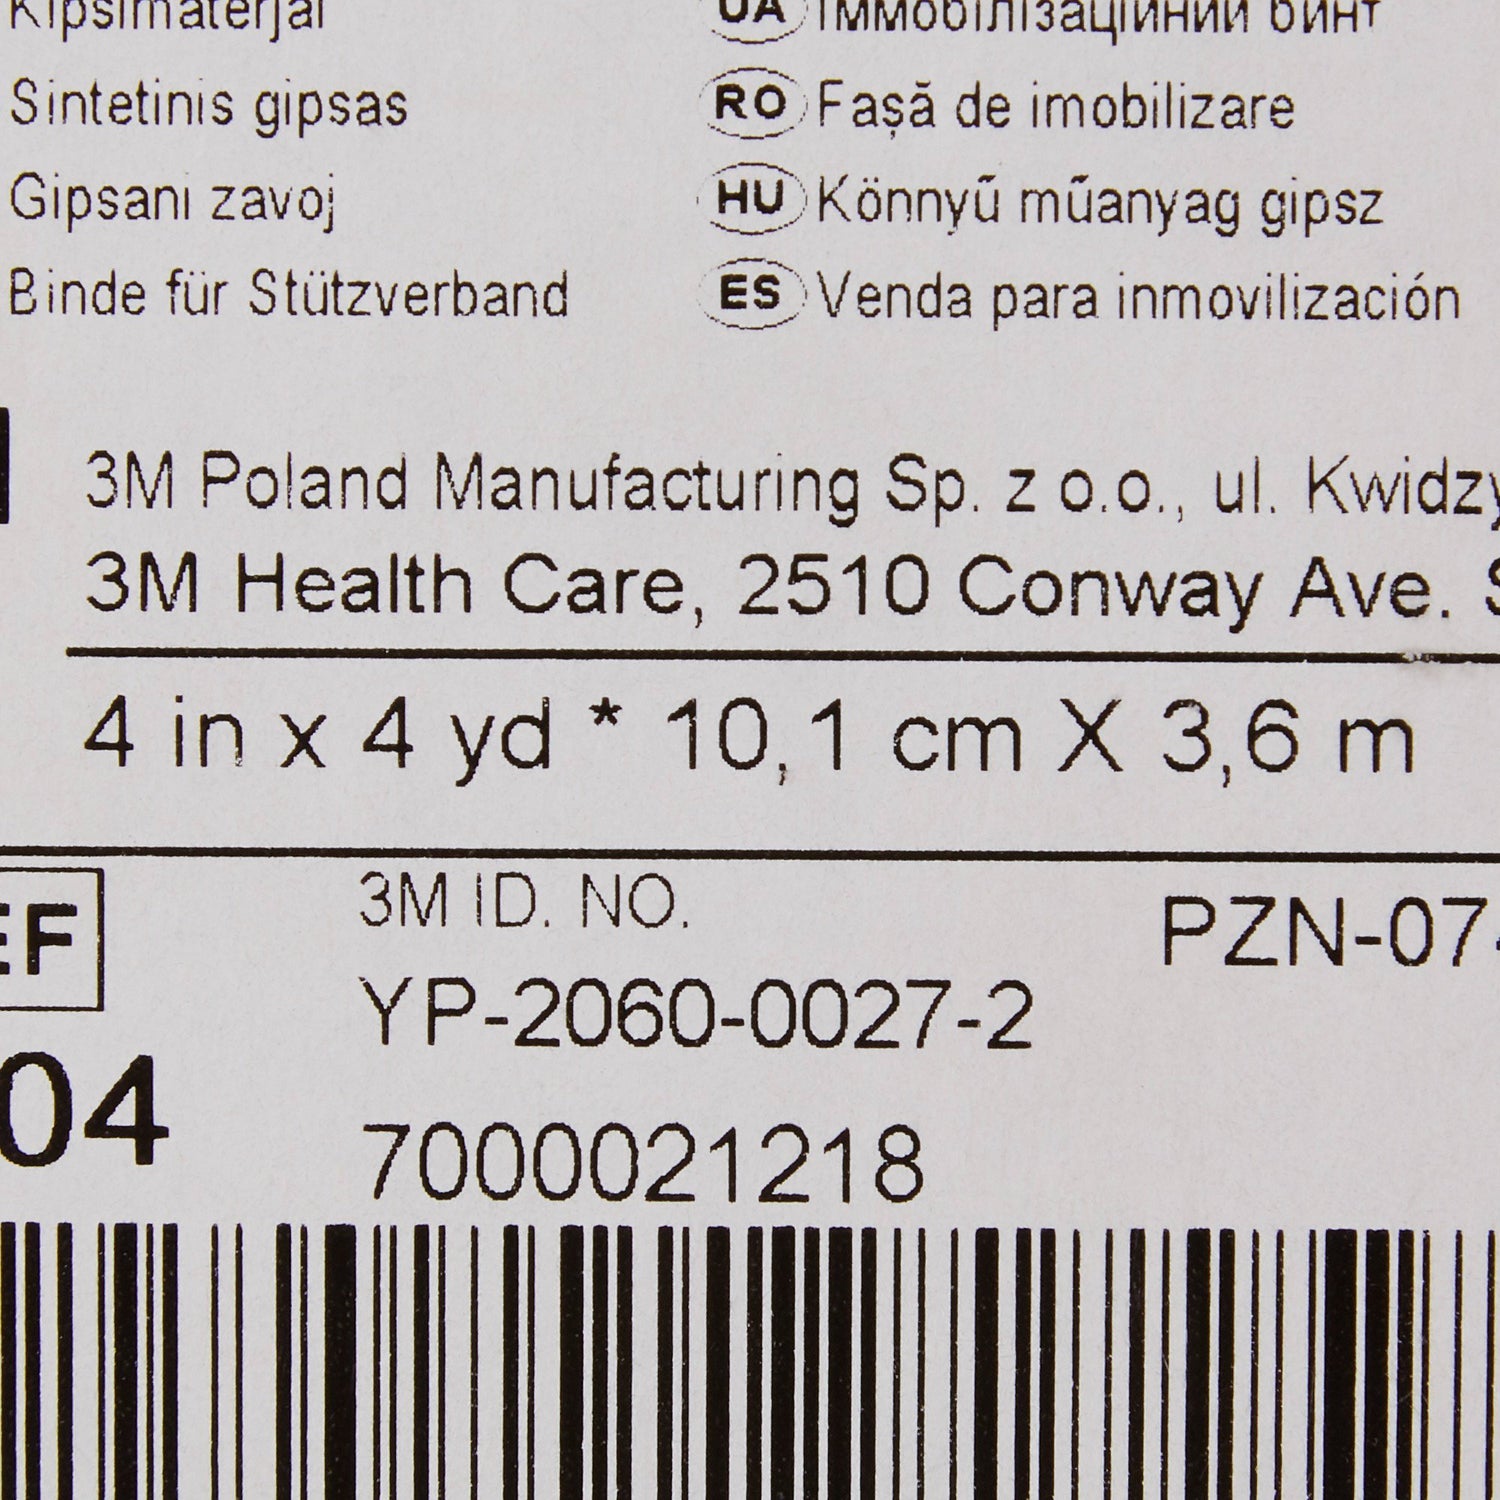 Kipsimaterjal
UA Іммобілізаційний бинт
Sintetinis gipsas
RO Fașă de imobilizare
Gipsani zavoj
HU Könnyű műanyag gipsz
Binde für Stützverband
ES Venda para inmovilización
3M Poland Manufacturing Sp. z o.o., ul. Kwidzy
3M Health Care, 2510 Conway Ave. S
4 in x 4 yd * 10,1 cm X 3,6 m
EF
3M ID. NO.
PZN-07
YP-2060-0027-2
04
7000021218